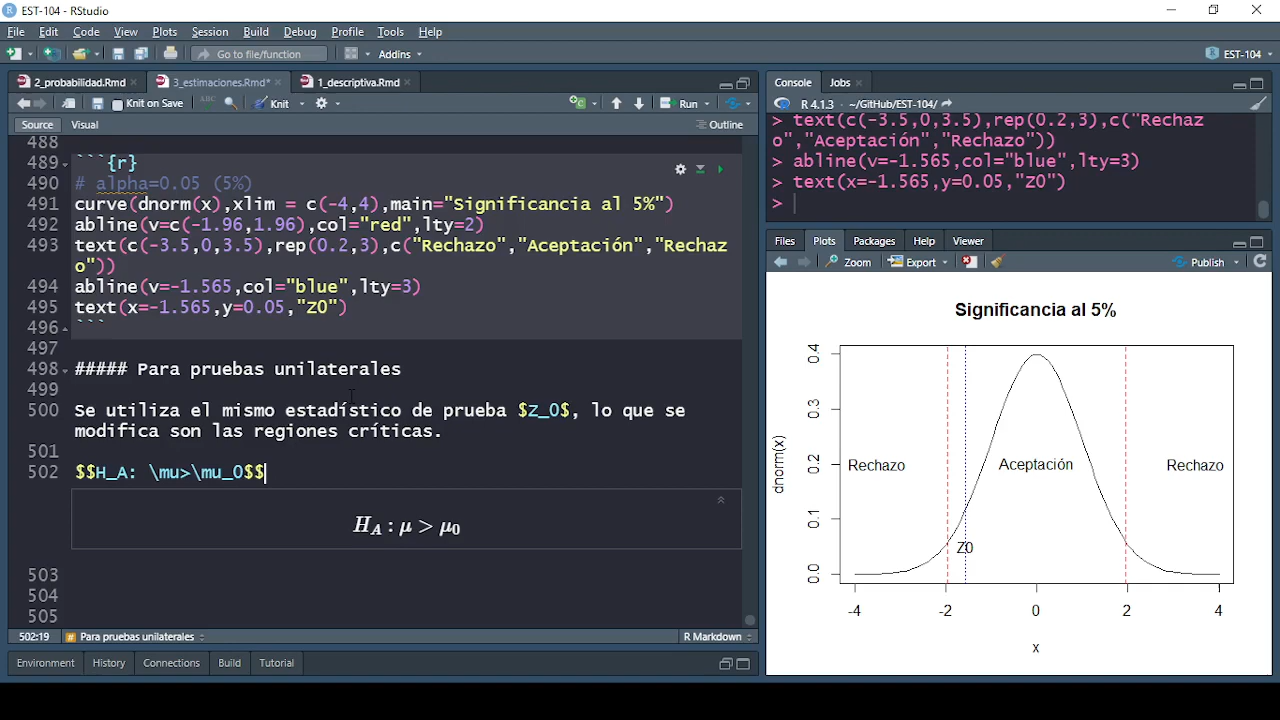 EST-104 - RStudio
File Edit Code View Plots Session Build Debug Profile Tools Help
Go to file/function Addins EST-104
2_probabilidad.Rmd 3_estimaciones.Rmd* 1_descriptiva.Rmd
Knit on Save ABC Knit Run
Source Visual Outline
488
489 ```{r}
490 # alpha=0.05 (5%)
491 curve(dnorm(x),xlim = c(-4,4),main="Significancia al 5%")
492 abline(v=c(-1.96,1.96),col="red",lty=2)
493 text(c(-3.5,0,3.5),rep(0.2,3),c("Rechazo","Aceptación","Rechaz
o"))
494 abline(v=-1.565,col="blue",lty=3)
495 text(x=-1.565,y=0.05,"Z0")
496 ```
497
498 ##### Para pruebas unilaterales
499
500 Se utiliza el mismo estadístico de prueba $z_0$, lo que se
modifica son las regiones críticas.
501
502 $$H_A: \mu>\mu_0$$
H_A : μ > μ_0
503
504
505
502:19 # Para pruebas unilaterales R Markdown
Environment History Connections Build Tutorial
Console Jobs
R 4.1.3 · ~/GitHub/EST-104/
> text(c(-3.5,0,3.5),rep(0.2,3),c("Rechaz
o","Aceptación","Rechazo"))
> abline(v=-1.565,col="blue",lty=3)
> text(x=-1.565,y=0.05,"Z0")
>
Files Plots Packages Help Viewer
Zoom Export Publish
Significancia al 5%
0.4
0.3
0.2
0.1
0.0
dnorm(x)
Rechazo Aceptación Rechazo
Z0
-4 -2 0 2 4
x